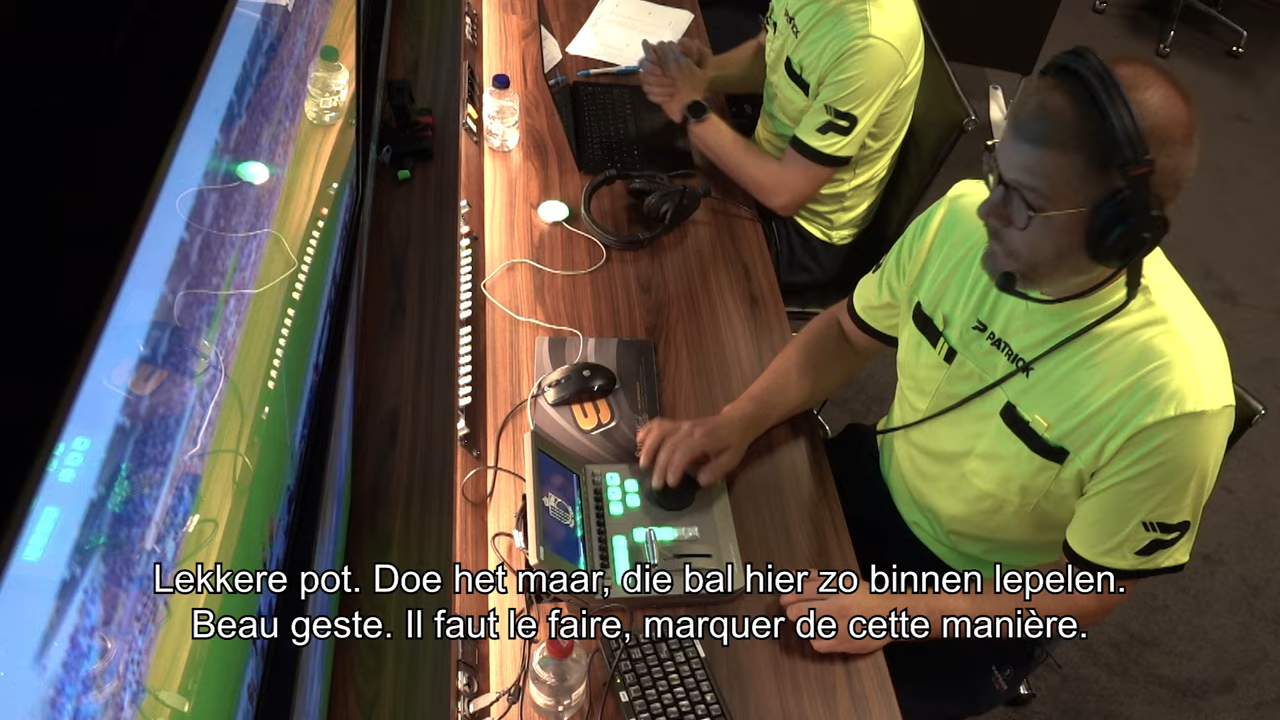 PATRICK
Lekkere pot. Doe het maar, die bal hier zo binnen lepelen.
Beau geste. Il faut le faire, marquer de cette manière.